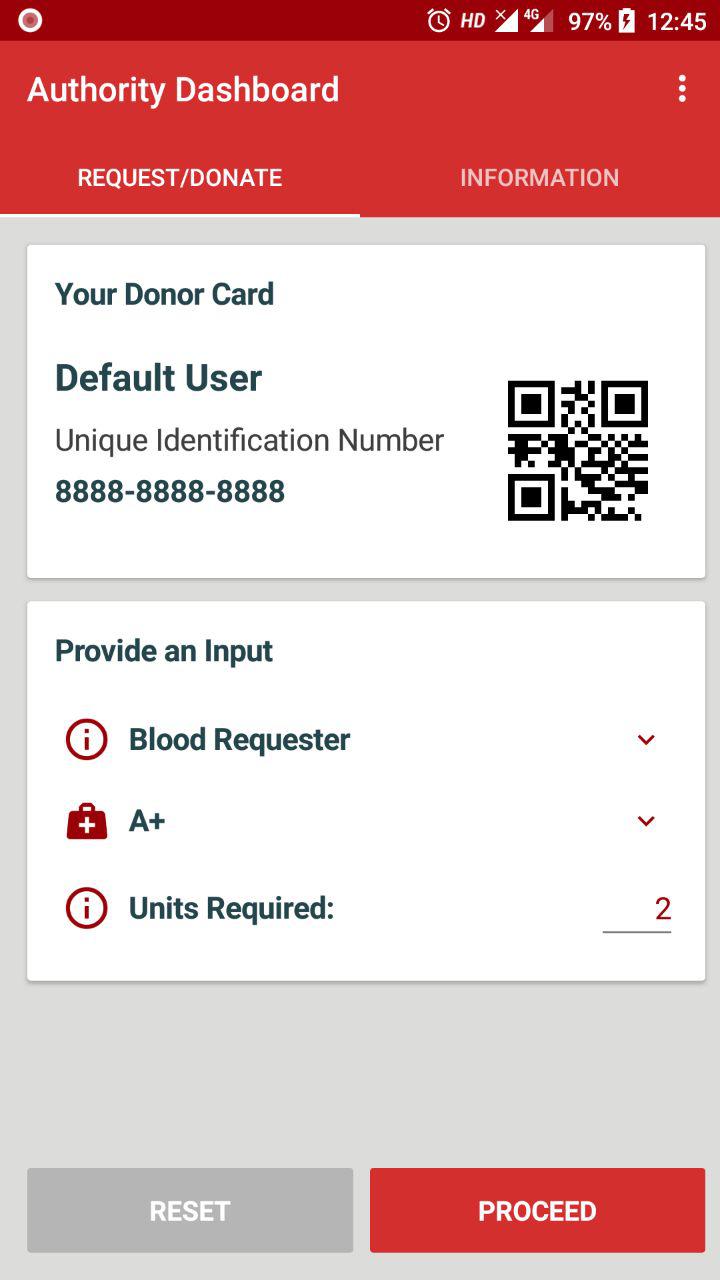 HD 4G 97% 12:45
Authority Dashboard
REQUEST/DONATE INFORMATION
Your Donor Card
Default User
Unique Identification Number
8888-8888-8888
Provide an Input
Blood Requester
A+
Units Required: 2
RESET PROCEED